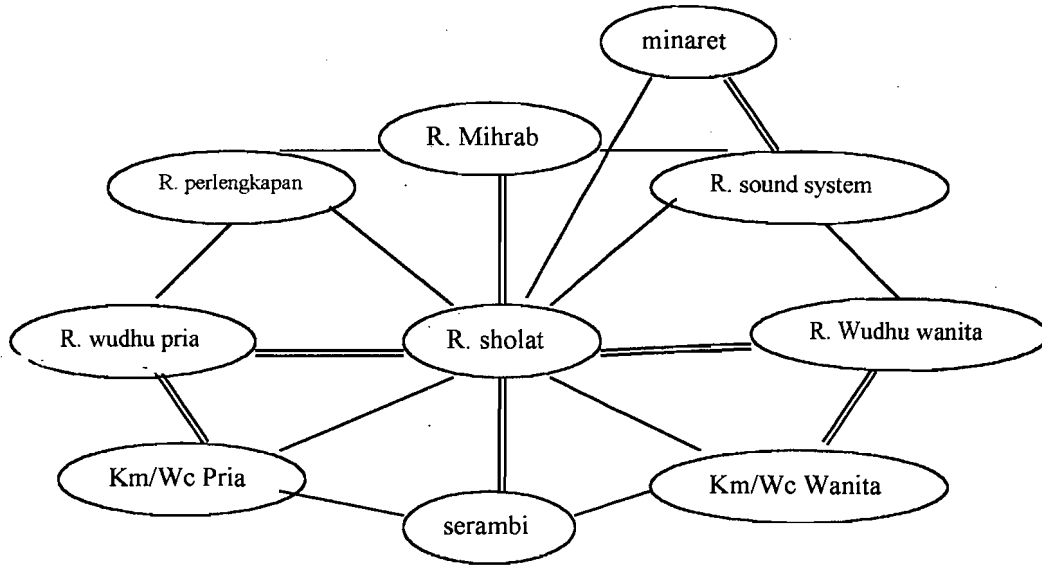 minaret
R. Mihrab
R. perlengkapan
R. sound system
R. wudhu pria
R. sholat
R. Wudhu wanita
Km/Wc Pria
Km/Wc Wanita
serambi